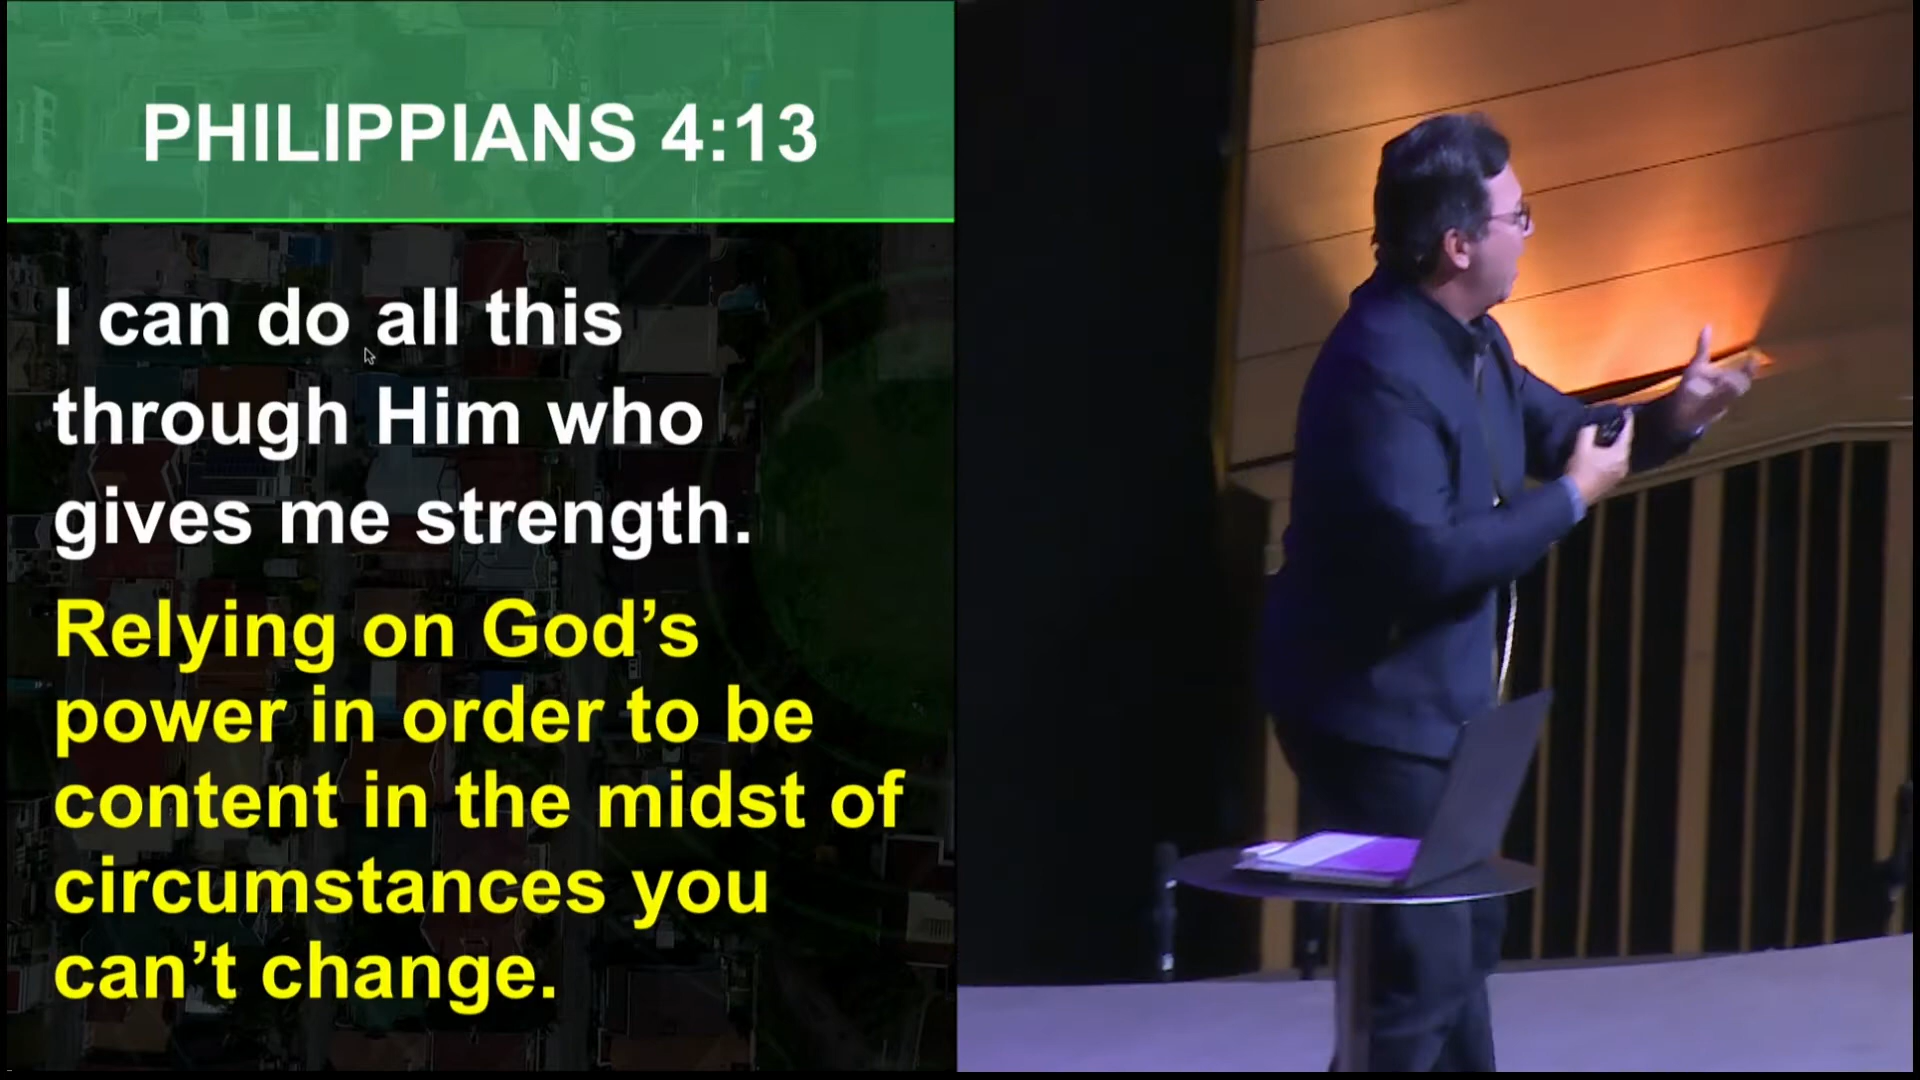 PHILIPPIANS 4:13
I can do all this
through Him who
gives me strength.
Relying on God’s
power in order to be
content in the midst of
circumstances you
can’t change.